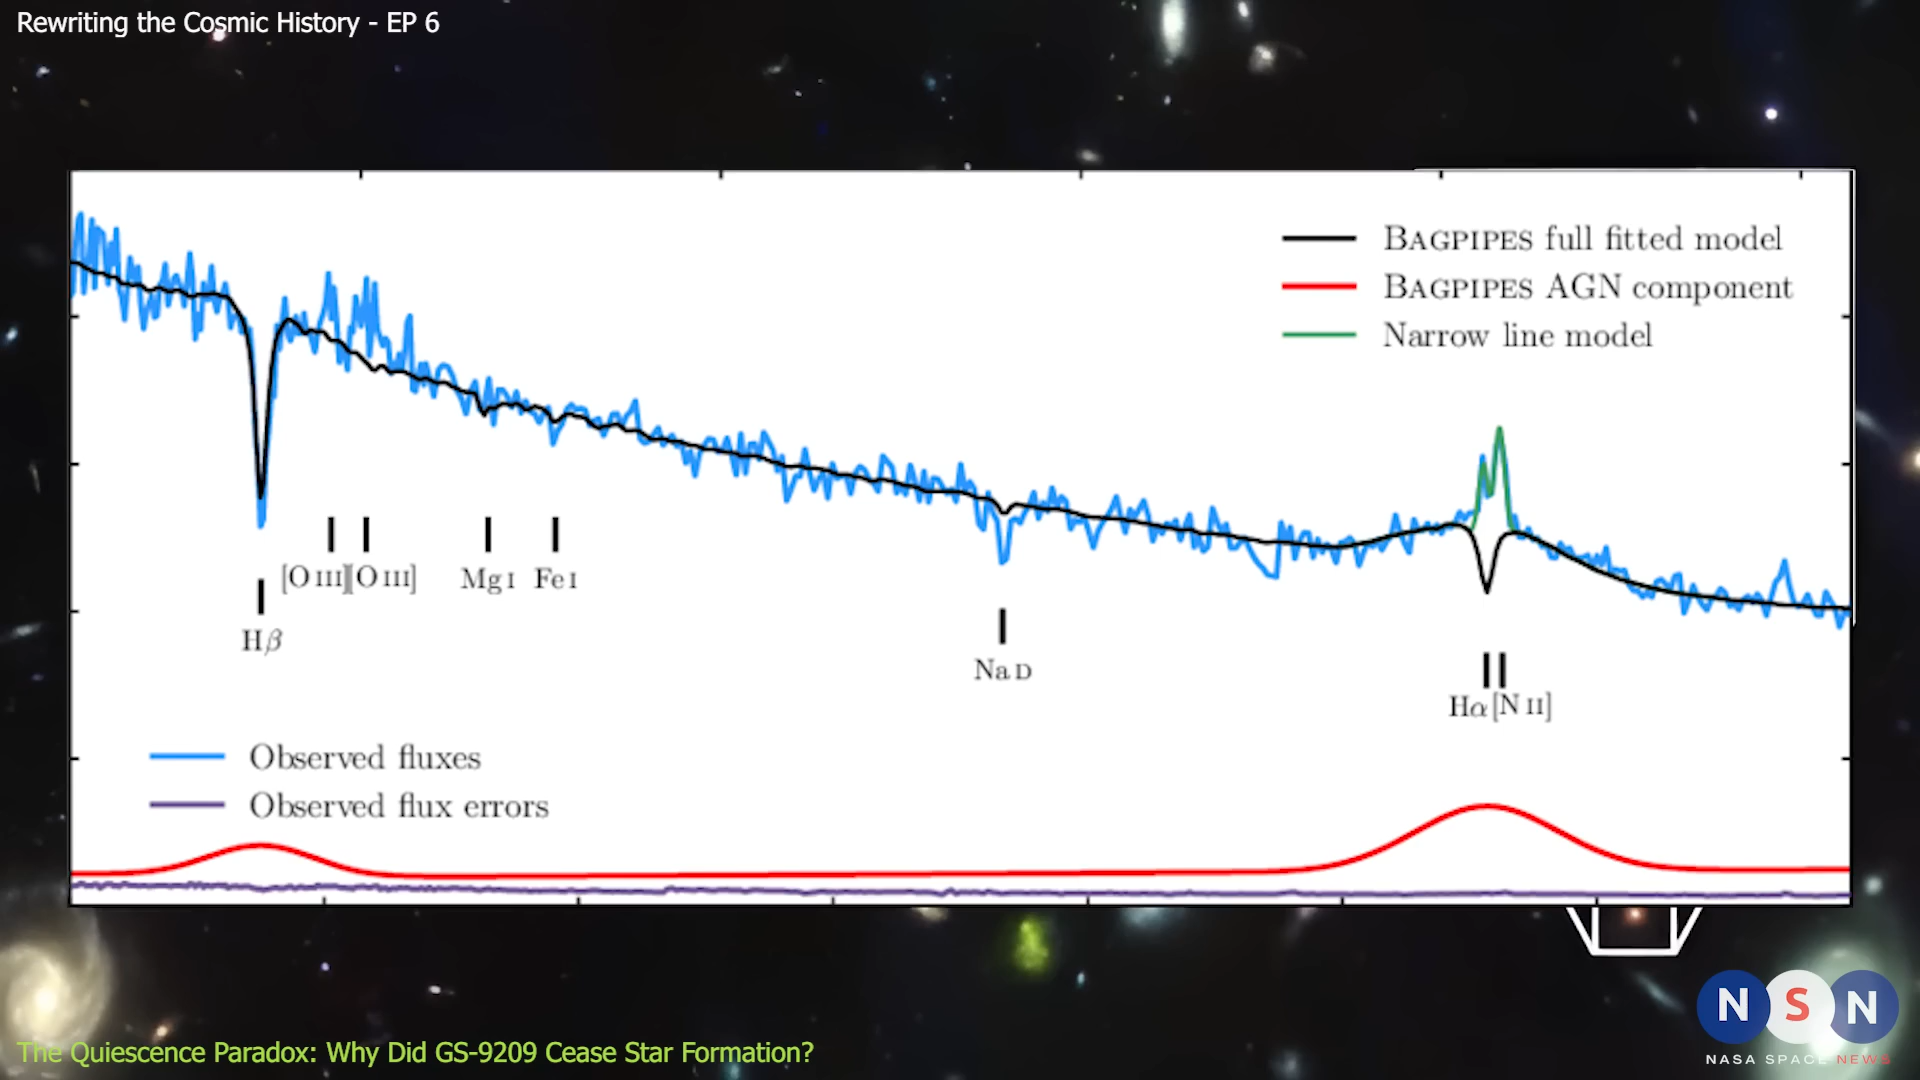 Rewriting the Cosmic History - EP 6
BAGPIPES full fitted model
BAGPIPES AGN component
Narrow line model
[O III][O III]
Mg I
Fe I
Hβ
Na D
Hα[N II]
Observed fluxes
Observed flux errors
NSN
NASA SPACE NEWS
The Quiescence Paradox: Why Did GS-9209 Cease Star Formation?